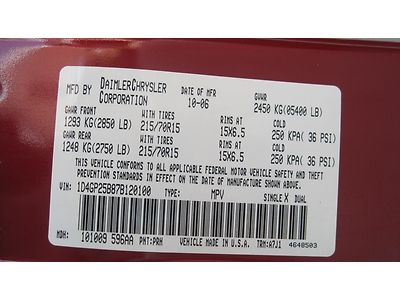 MFD BY DAIMLERCHRYSLER CORPORATION DATE OF MFR 10-06 GVWR 2450 KG(05400 LB)
GAWR FRONT WITH TIRES RIMS AT COLD
1293 KG(2850 LB) 215/70R15 15X6.5 250 KPA( 36 PSI)
GAWR REAR WITH TIRES RIMS AT COLD
1248 KG(2750 LB) 215/70R15 15X6.5 250 KPA( 36 PSI)
THIS VEHICLE CONFORMS TO ALL APPLICABLE FEDERAL MOTOR VEHICLE SAFETY AND THEFT
PREVENTION STANDARDS IN EFFECT ON THE DATE OF MANUFACTURE SHOWN ABOVE.
VIN: 1D4GP25B87B120100 TYPE: MPV SINGLE X DUAL
MDH: 101009 596AA PNT:PRH VEHICLE MADE IN U.S.A. TRM:A7J1 4648503